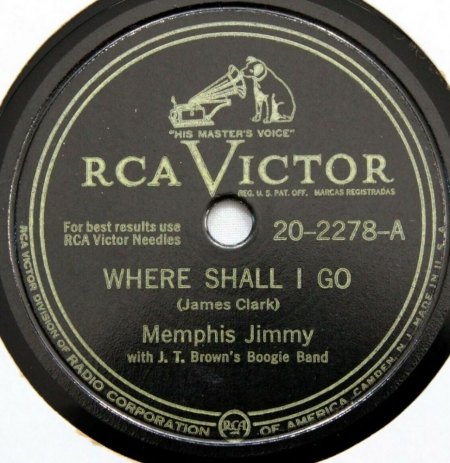 "HIS MASTER'S VOICE"
RCA VICTOR
REG. U. S. PAT. OFF. MARCAS REGISTRADAS
For best results use
RCA Victor Needles
20-2278-A
WHERE SHALL I GO
(James Clark)
Memphis Jimmy
with J. T. Brown's Boogie Band
RCA VICTOR DIVISION OF RADIO CORPORATION OF AMERICA, CAMDEN, N. J. MADE IN U. S. A.
RCA